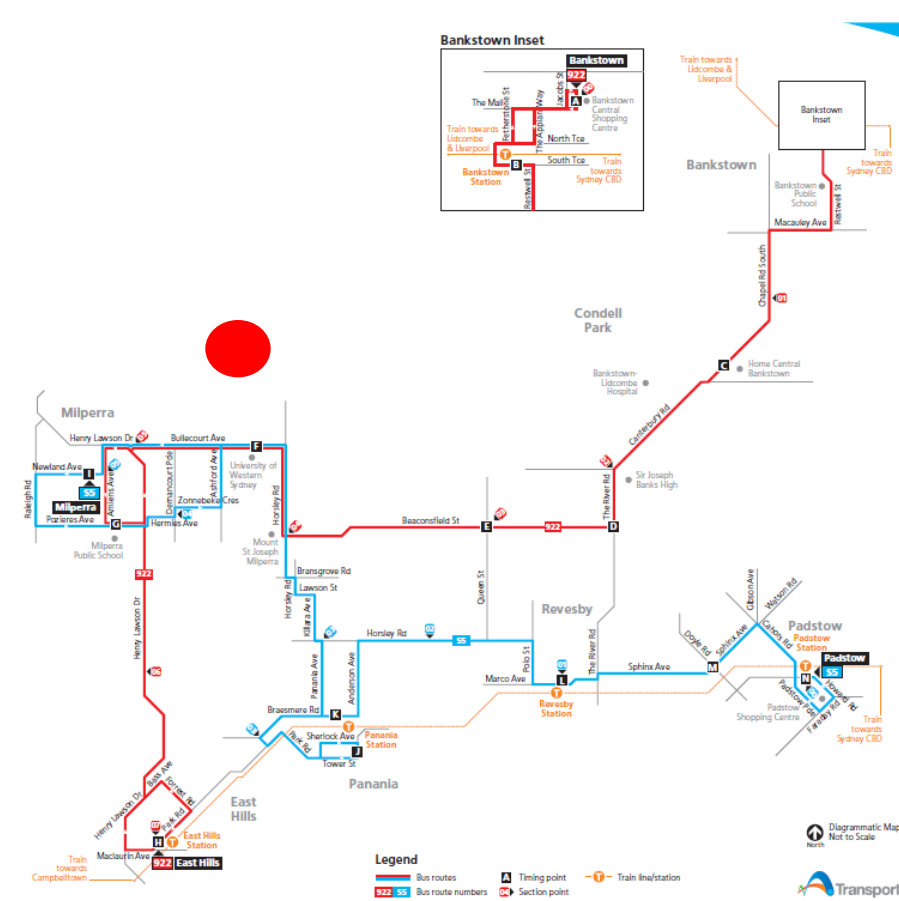 Bankstown Inset
Bankstown
922
09
A
Bankstown
Central
Shopping
Centre
Jacobs St
The Mall
Fetherstone St
The Appian Way
North Tce
Train towards
Lidcombe
& Liverpool
T
South Tce
B
Bankstown
Station
Restwell St
Train
towards
Sydney CBD
Train towards
Lidcombe &
Liverpool
Bankstown
Inset
Train
towards
Sydney CBD
Bankstown
Bankstown
Public
School
Restwell St
Macauley Ave
Chapel Rd South
01
Condell
Park
C
Home Central
Bankstown
Bankstown-
Lidcombe
Hospital
Canterbury Rd
Sir Joseph
Banks High
The River Rd
Milperra
Henry Lawson Dr
Bullecourt Ave
F
University of
Western
Sydney
Newland Ave
I
S5
Milperra
Amiens Ave
Dernancourt Pde
Ashford Ave
Zonnebeke Cres
Raleigh Rd
Pozieres Ave
G
Hermies Ave
Horsley Rd
Milperra
Public School
Mount
St Joseph
Milperra
Beaconsfield St
E
922
D
922
Bransgrove Rd
Lawson St
Horsley Rd
Killara Ave
Queen St
Revesby
Henry Lawson Dr
06
Horsley Rd
02
S5
Panania Ave
Anderson Ave
Polo St
01
Marco Ave
L
The River Rd
Sphinx Ave
Revesby
Station
T
Doyle Rd
M
Sphinx Ave
Gibson Ave
Watson Rd
Cahors Rd
Padstow
Padstow
Station
T
Padstow
S5
N
Howard Rd
Padstow Pde
Faraday Rd
Padstow
Shopping Centre
Train
towards
Sydney CBD
Braesmere Rd
K
T
Panania
Station
Sherlock Ave
J
Park Rd
Tower St
Panania
Bass Ave
Forrest Rd
Henry Lawson Dr
Park Rd
East
Hills
07
H
T
East Hills
Station
Maclaurin Ave
922
East Hills
Train
towards
Campbelltown
North
Diagrammatic Map
Not to Scale
Legend
Bus routes
A
Timing point
T
Train line/station
922 S5
Bus route numbers
Section point
Transport